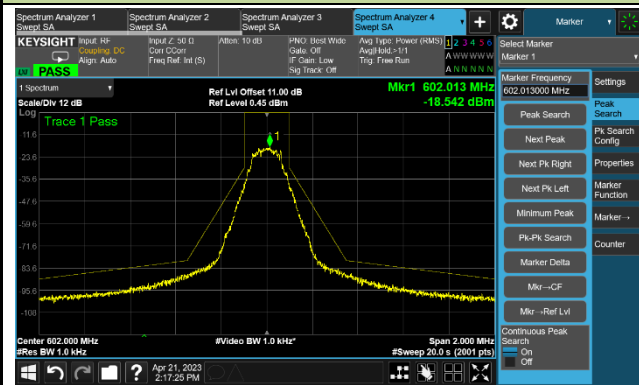 Spectrum Analyzer 1
Swept SA
Spectrum Analyzer 2
Swept SA
Spectrum Analyzer 3
Swept SA
Spectrum Analyzer 4
Swept SA
+
Marker
KEYSIGHT
Input: RF
Coupling: DC
Align: Auto
Input Z: 50 Ω
Corr CCorr
Freq Ref: Int (S)
Atten: 10 dB
PNO: Best Wide
Gate: Off
IF Gain: Low
Sig Track: Off
Avg Type: Power (RMS)
Avg|Hold:>1/1
Trig: Free Run
1 2 3 4 5 6
A W W W W W
A N N N N N
LVI PASS
Select Marker
Marker 1
1 Spectrum
Scale/Div 12 dB
Log
Ref Lvl Offset 11.00 dB
Ref Level 0.45 dBm
Mkr1 602.013 MHz
-18.542 dBm
Trace 1 Pass
1
-11.6
-23.6
-35.6
-47.6
-59.6
-71.6
-83.6
-95.6
-108
Center 602.000 MHz
#Res BW 1.0 kHz
#Video BW 1.0 kHz*
Span 2.000 MHz
#Sweep 20.0 s (2001 pts)
Marker Frequency
602.013000 MHz
Peak Search
Next Peak
Next Pk Right
Next Pk Left
Minimum Peak
Pk-Pk Search
Marker Delta
Mkr→CF
Mkr→Ref Lvl
Continuous Peak
Search
On
Off
Settings
Peak
Search
Pk Search
Config
Properties
Marker
Function
Marker→
Counter
?
Apr 21, 2023
2:17:25 PM